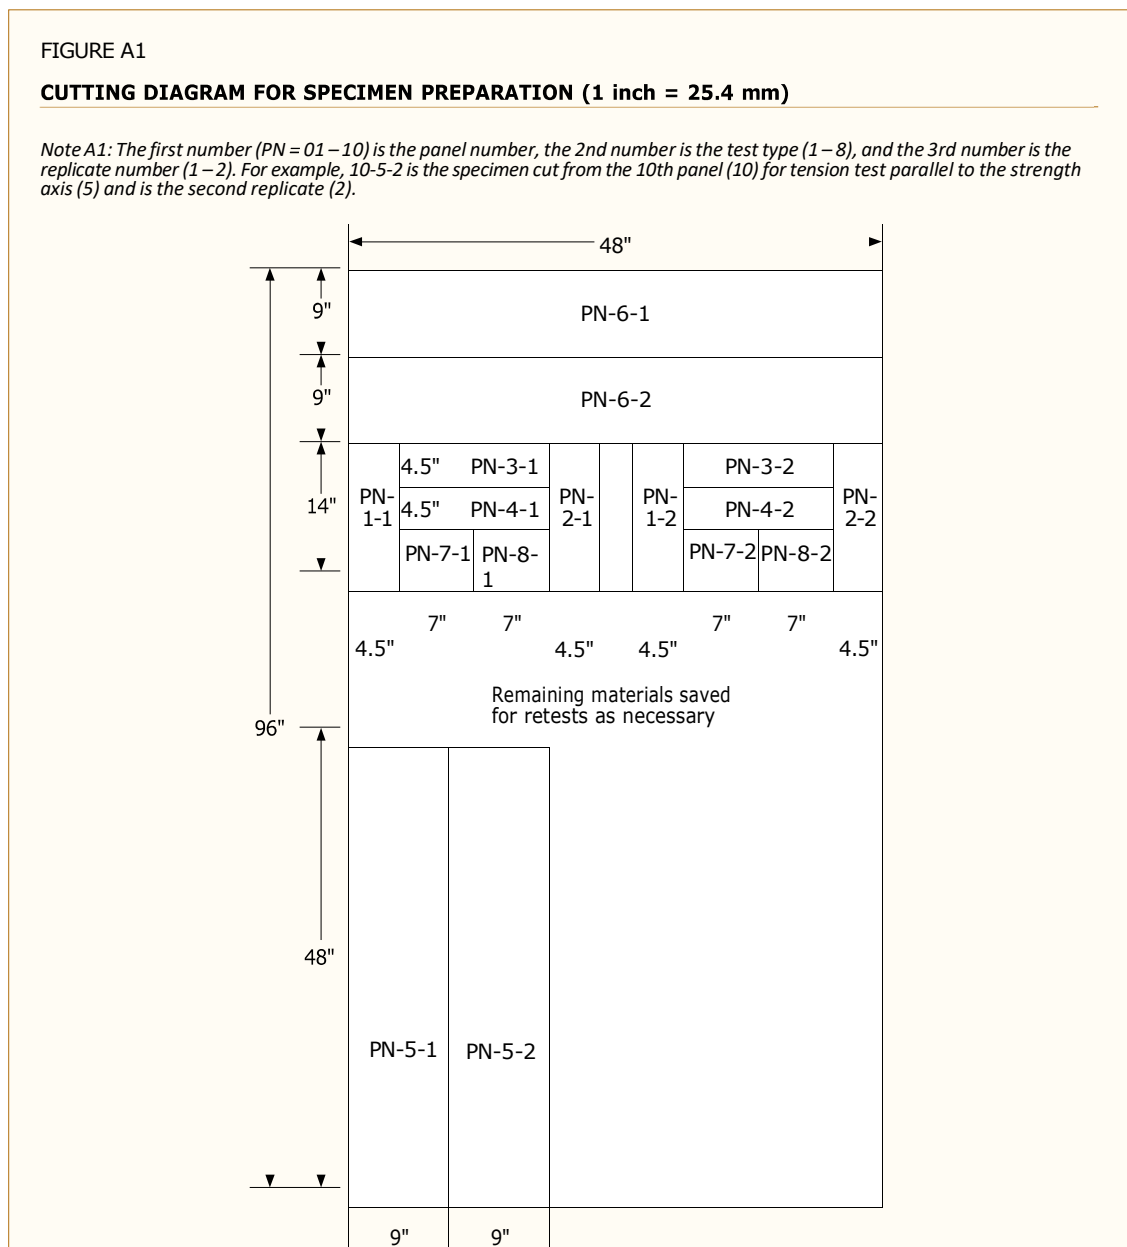 FIGURE A1
CUTTING DIAGRAM FOR SPECIMEN PREPARATION (1 inch = 25.4 mm)
Note A1: The first number (PN = 01 – 10) is the panel number, the 2nd number is the test type (1 – 8), and the 3rd number is the
replicate number (1 – 2). For example, 10-5-2 is the specimen cut from the 10th panel (10) for tension test parallel to the strength
axis (5) and is the second replicate (2).
48"
9"
PN-6-1
9"
PN-6-2
14"
PN-
1-1
4.5" PN-3-1
4.5" PN-4-1
PN-7-1
PN-8-
1
PN-
2-1
PN-
1-2
PN-3-2
PN-4-2
PN-7-2
PN-8-2
PN-
2-2
7" 7" 7" 7"
4.5" 4.5" 4.5" 4.5"
Remaining materials saved
for retests as necessary
96"
48"
PN-5-1 PN-5-2
9" 9"